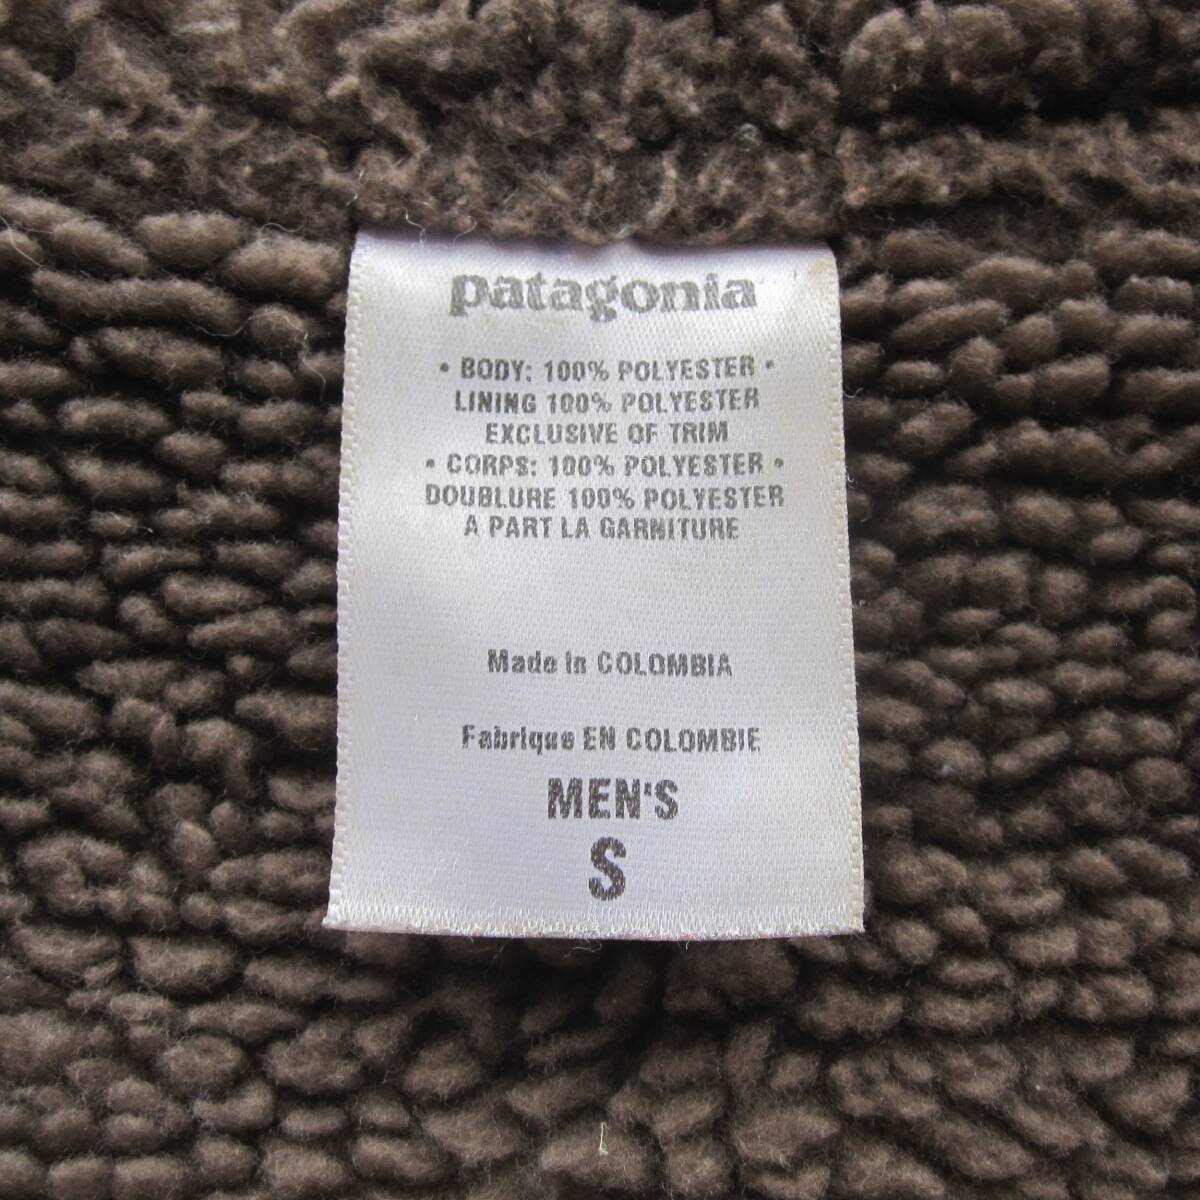 patagonia
• BODY: 100% POLYESTER •
LINING 100% POLYESTER
EXCLUSIVE OF TRIM
• CORPS: 100% POLYESTER •
DOUBLURE 100% POLYESTER
A PART LA GARNITURE
Made in COLOMBIA
Fabrique EN COLOMBIE
MEN'S
S